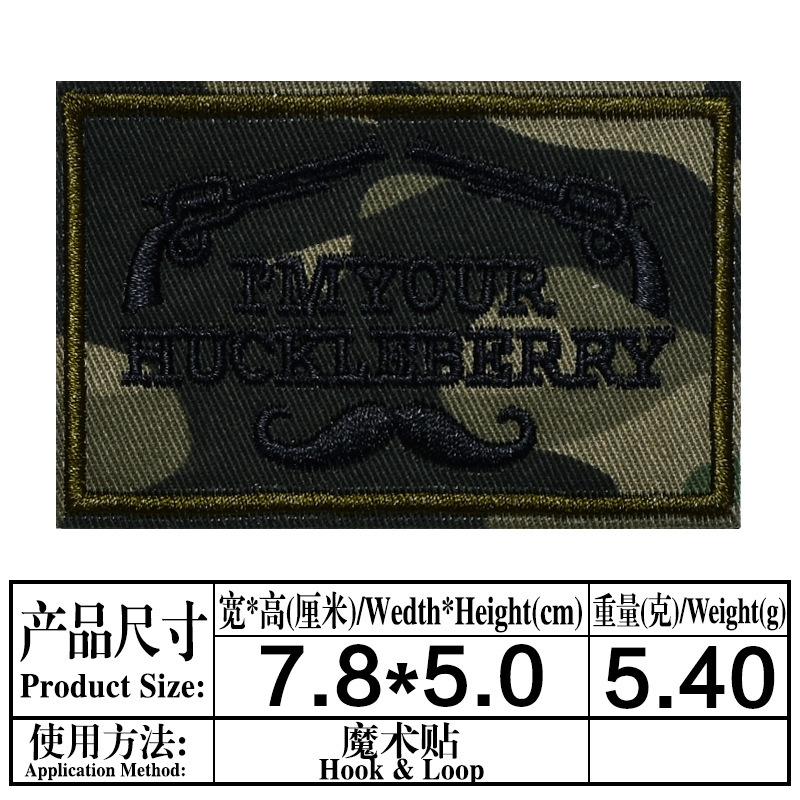 I'M YOUR
HUCKLEBERRY
产品尺寸
Product Size:
宽*高(厘米)/Wedth*Height(cm)
7.8*5.0
重量(克)/Weight(g)
5.40
使用方法:
Application Method:
魔术贴
Hook & Loop